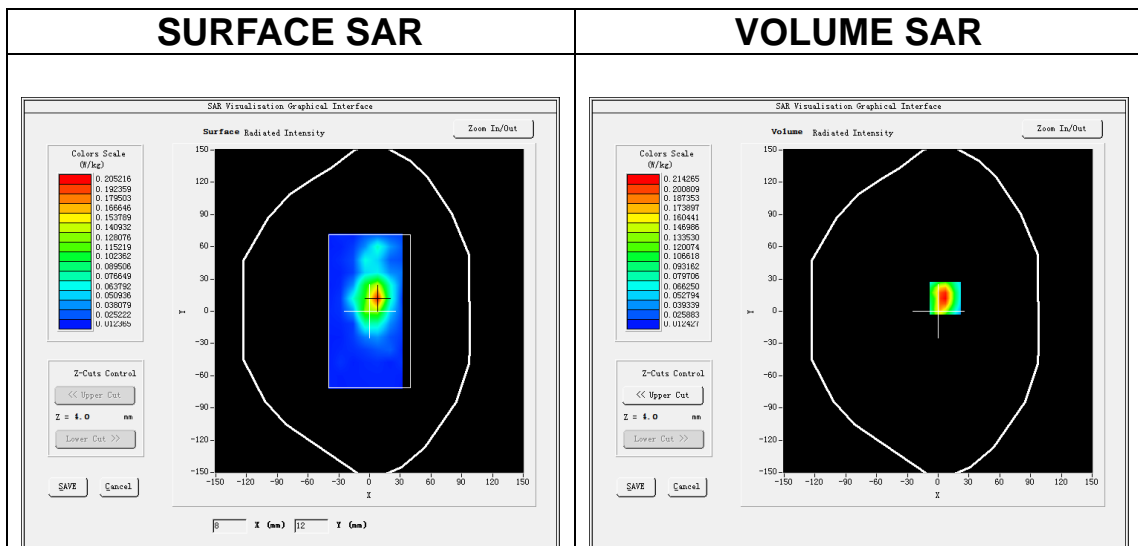 SURFACE SAR
VOLUME SAR
SAR Visualisation Graphical Interface
Surface Radiated Intensity
Zoom In/Out
Colors Scale
(W/kg)
0.205216
0.192359
0.179503
0.166646
0.153789
0.140932
0.128076
0.115219
0.102362
0.089506
0.076649
0.063792
0.050936
0.038079
0.025222
0.012365
150
120
90
60
30
0
-30
-60
-90
-120
-150
Y
-150 -120 -90 -60 -30 0 30 60 90 120 150
X
Z-Cuts Control
<< Upper Cut
Z = 4.0 mm
Lower Cut >>
SAVE Cancel
8 X (mm) 12 Y (mm)
SAR Visualisation Graphical Interface
Volume Radiated Intensity
Zoom In/Out
Colors Scale
(W/kg)
0.214265
0.200809
0.187353
0.173897
0.160441
0.146986
0.133530
0.120074
0.106618
0.093162
0.079706
0.066250
0.052794
0.039339
0.025883
0.012427
150
120
90
60
30
0
-30
-60
-90
-120
-150
Y
-150 -120 -90 -60 -30 0 30 60 90 120 150
X
Z-Cuts Control
<< Upper Cut
Z = 4.0 mm
Lower Cut >>
SAVE Cancel